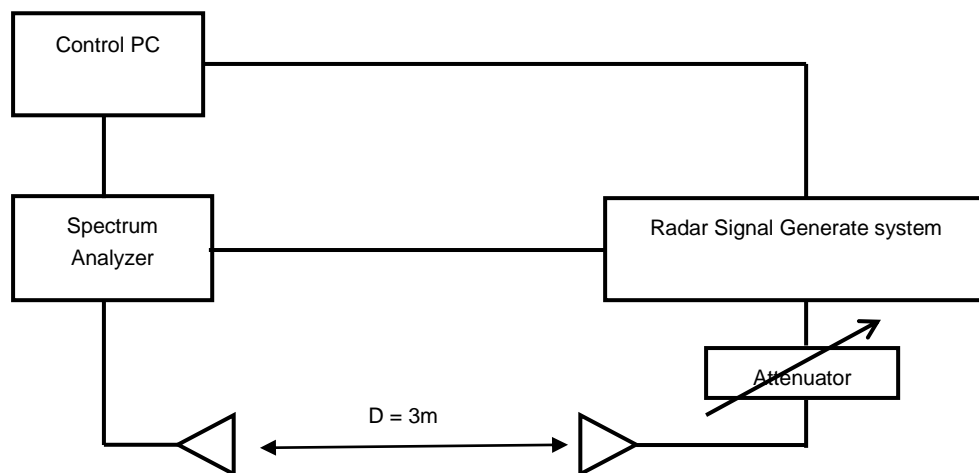 Control PC
Spectrum
Analyzer
Radar Signal Generate system
Attenuator
D = 3m